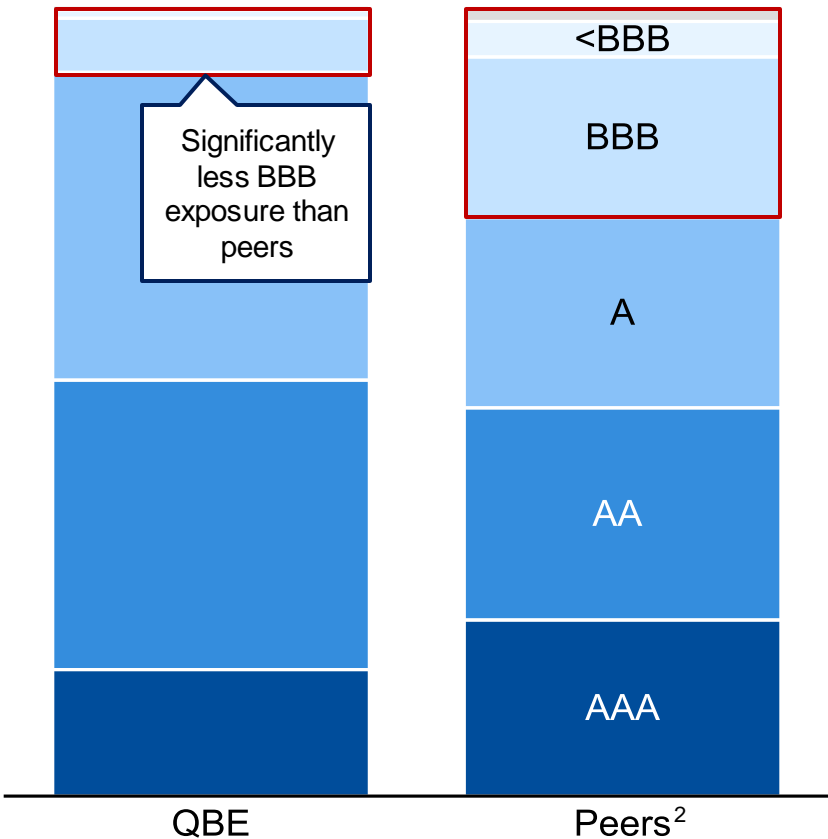 <BBB
BBB
Significantly
less BBB
exposure than
peers
A
AA
AAA
QBE
Peers²